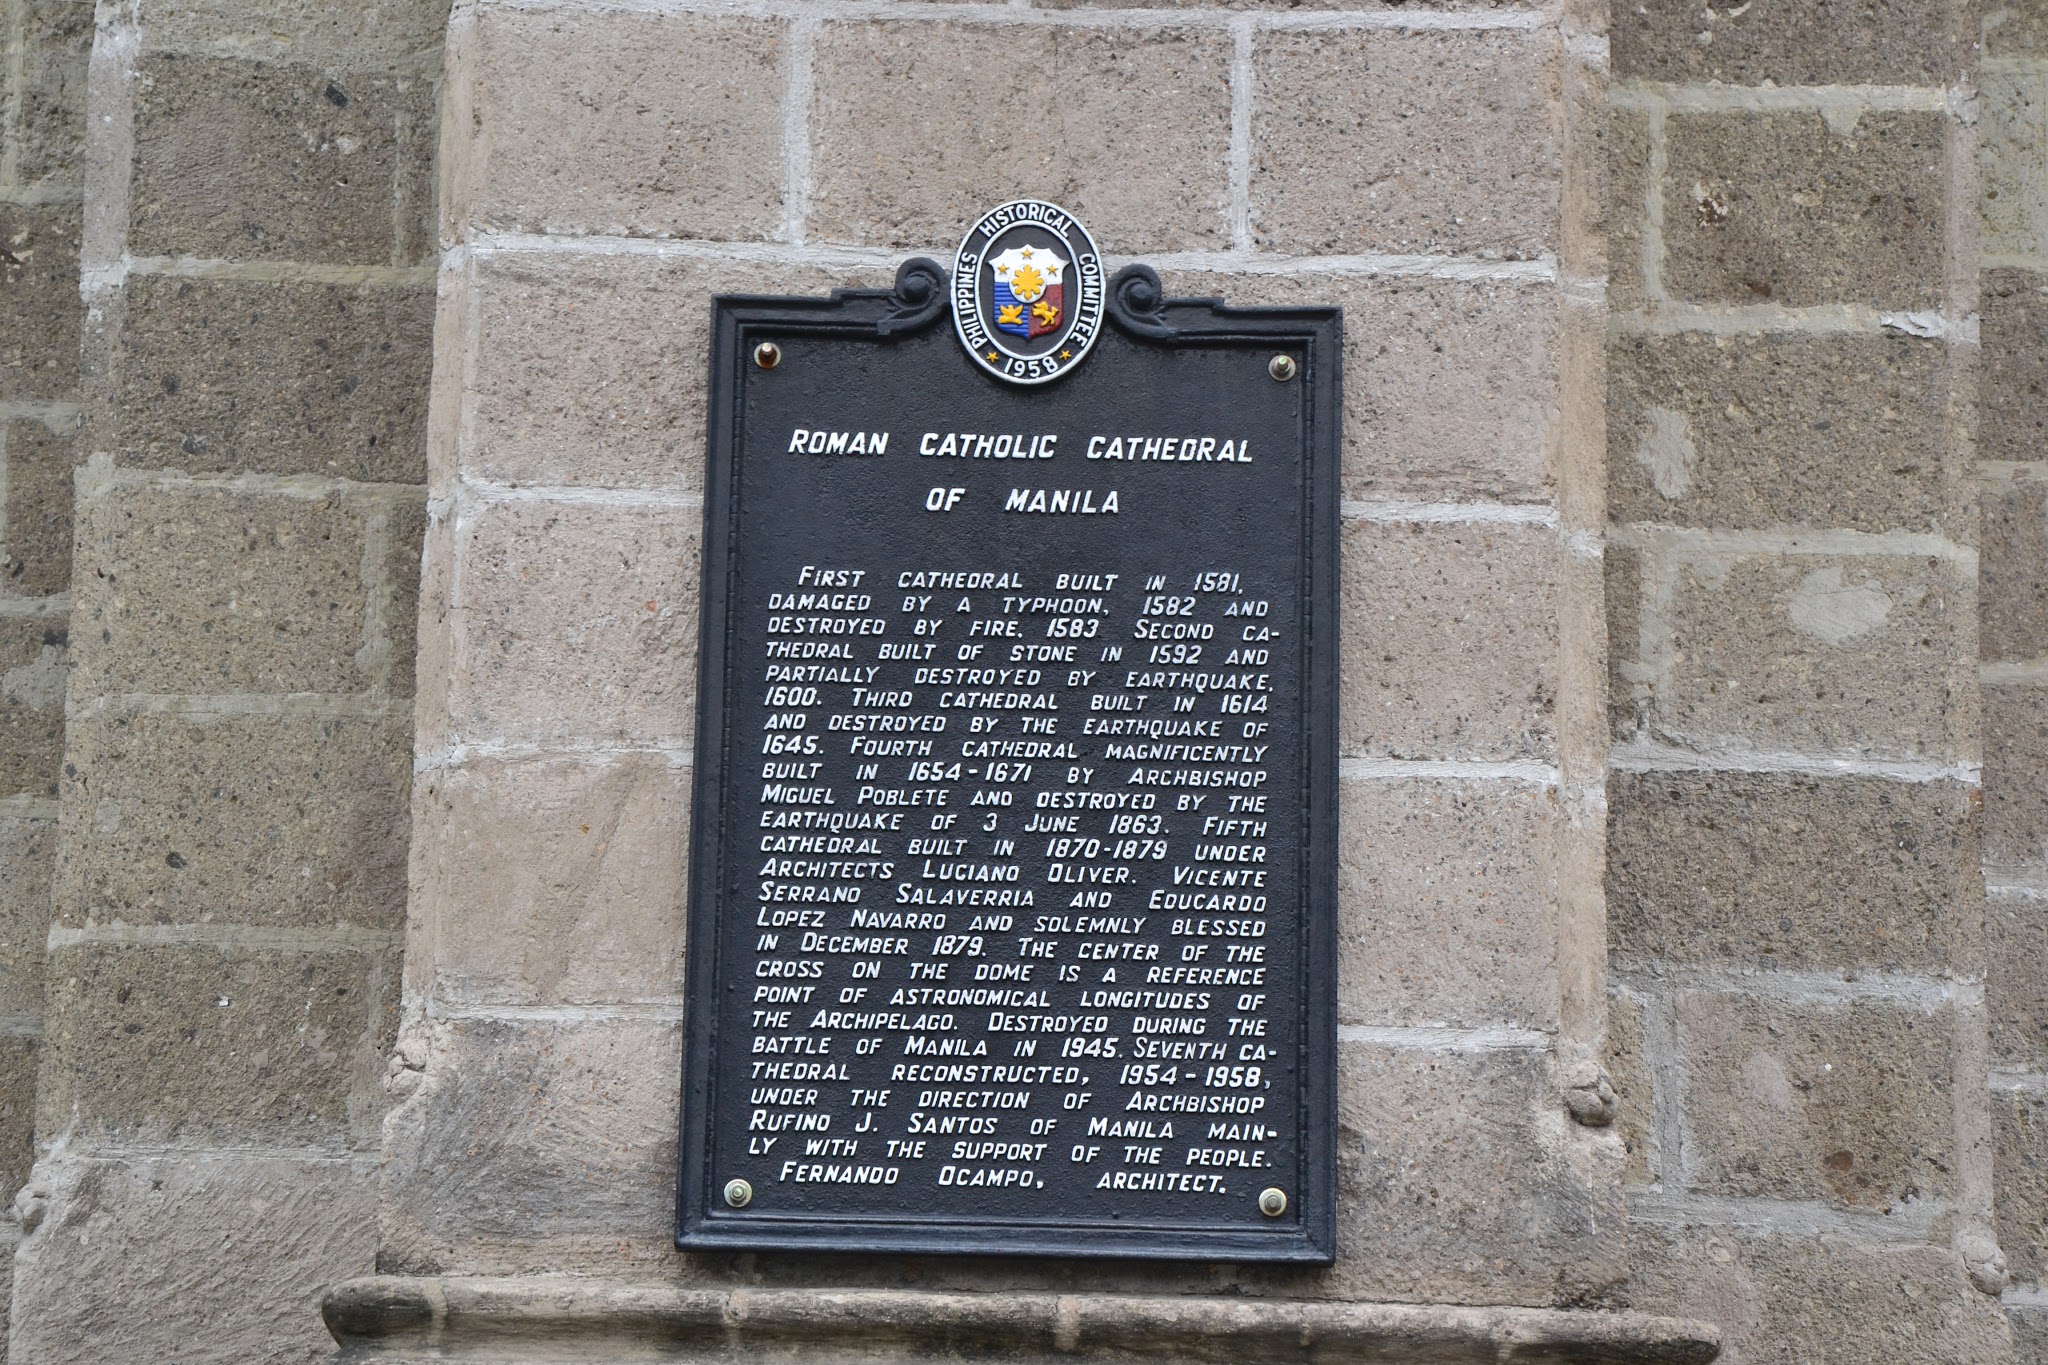 PHILIPPINES HISTORICAL COMMITTEE
1958
ROMAN CATHOLIC CATHEDRAL
OF MANILA
FIRST CATHEDRAL BUILT IN 1581,
DAMAGED BY A TYPHOON, 1582 AND
DESTROYED BY FIRE, 1583 SECOND CA-
THEDRAL BUILT OF STONE IN 1592 AND
PARTIALLY DESTROYED BY EARTHQUAKE,
1600. THIRD CATHEDRAL BUILT IN 1614
AND DESTROYED BY THE EARTHQUAKE OF
1645. FOURTH CATHEDRAL MAGNIFICENTLY
BUILT IN 1654-1671 BY ARCHBISHOP
MIGUEL POBLETE AND DESTROYED BY THE
EARTHQUAKE OF 3 JUNE 1863. FIFTH
CATHEDRAL BUILT IN 1870-1879 UNDER
ARCHITECTS LUCIANO OLIVER, VICENTE
SERRANO SALAVERRIA AND EDUCARDO
LOPEZ NAVARRO AND SOLEMNLY BLESSED
IN DECEMBER 1879. THE CENTER OF THE
CROSS ON THE DOME IS A REFERENCE
POINT OF ASTRONOMICAL LONGITUDES OF
THE ARCHIPELAGO. DESTROYED DURING THE
BATTLE OF MANILA IN 1945. SEVENTH CA-
THEDRAL RECONSTRUCTED, 1954-1958,
UNDER THE DIRECTION OF ARCHBISHOP
RUFINO J. SANTOS OF MANILA MAIN-
LY WITH THE SUPPORT OF THE PEOPLE.
FERNANDO OCAMPO, ARCHITECT.